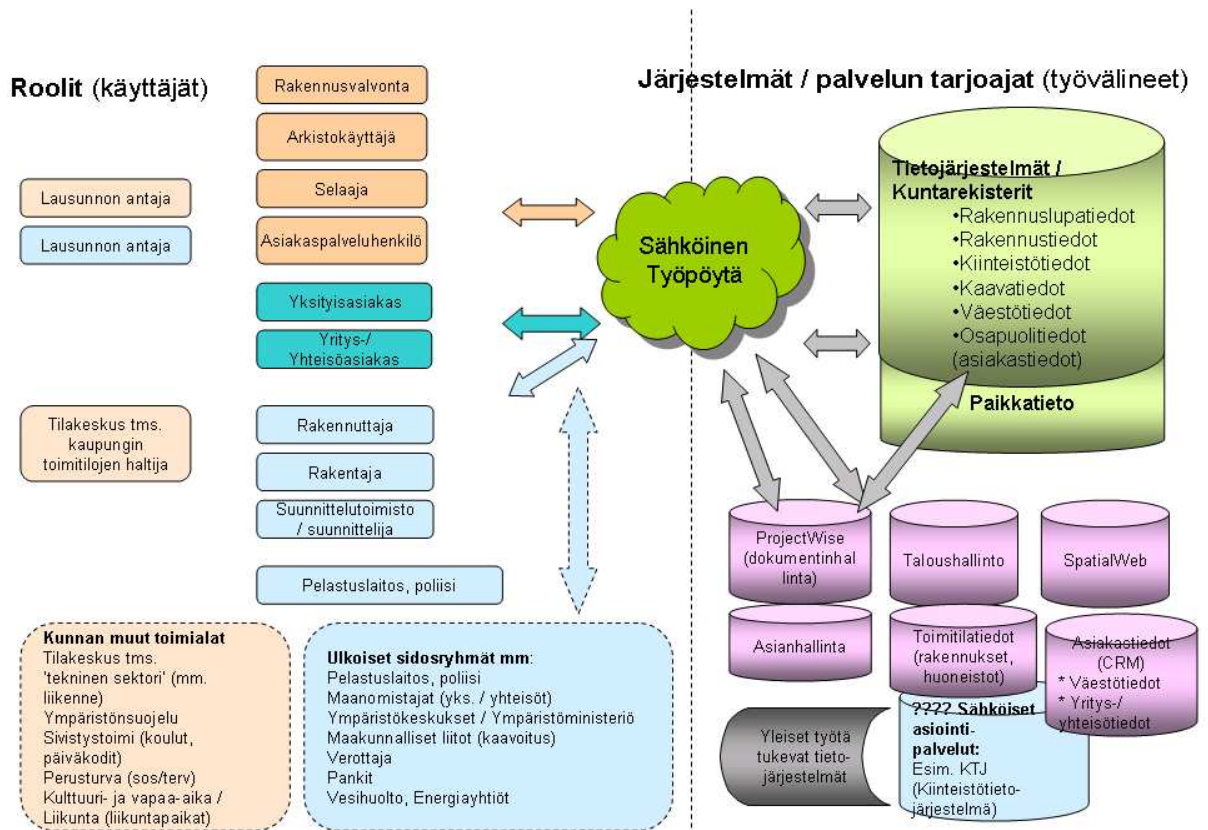 Roolit (käyttäjät)
Järjestelmät / palvelun tarjoajat (työvälineet)
Rakennusvalvonta
Arkistokäyttäjä
Selaaja
Asiakaspalveluhenkilö
Lausunnon antaja
Lausunnon antaja
Yksityisasiakas
Yritys-/
Yhteisöasiakas
Tilakeskus tms.
kaupungin
toimitilojen haltija
Rakennuttaja
Rakentaja
Suunnittelutoimisto
/ suunnittelija
Pelastuslaitos, poliisi
Kunnan muut toimialat
Tilakeskus tms.
'tekninen sektori' (mm.
liikenne)
Ympäristönsuojelu
Sivistystoimi (koulut,
päiväkodit)
Perusturva (sos/terv)
Kulttuuri- ja vapaa-aika /
Liikunta (liikuntapaikat)
Ulkoiset sidosryhmät mm:
Pelastuslaitos, poliisi
Maanomistajat (yks. / yhteisöt)
Ympäristökeskukset / Ympäristöministeriö
Maakunnalliset liitot (kaavoitus)
Verottaja
Pankit
Vesihuolto, Energiayhtiöt
Sähköinen
Työpöytä
Tietojärjestelmät /
Kuntarekisterit
•Rakennuslupatiedot
•Rakennustiedot
•Kiinteistötiedot
•Kaavatiedot
•Väestötiedot
•Osapuolitiedot
(asiakastiedot)
Paikkatieto
ProjectWise
(dokumentinhal
linta)
Taloushallinto
SpatialWeb
Asianhallinta
Toimitilatiedot
(rakennukset,
huoneistot)
Asiakastiedot
(CRM)
* Väestötiedot
* Yritys-/
yhteisötiedot
Yleiset työtä
tukevat tieto-
järjestelmät
???? Sähköiset
asiointi-
palvelut:
Esim. KTJ
(Kiinteistötieto-
järjestelmä)